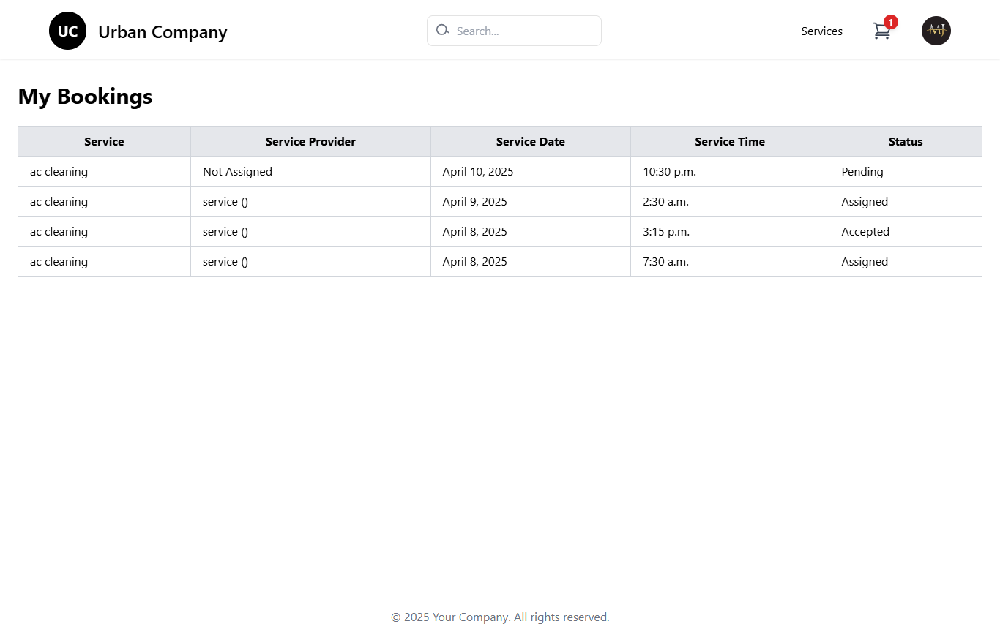 UC Urban Company Search... Services 1 MJ
My Bookings
Service Service Provider Service Date Service Time Status
ac cleaning Not Assigned April 10, 2025 10:30 p.m. Pending
ac cleaning service () April 9, 2025 2:30 a.m. Assigned
ac cleaning service () April 8, 2025 3:15 p.m. Accepted
ac cleaning service () April 8, 2025 7:30 a.m. Assigned
© 2025 Your Company. All rights reserved.